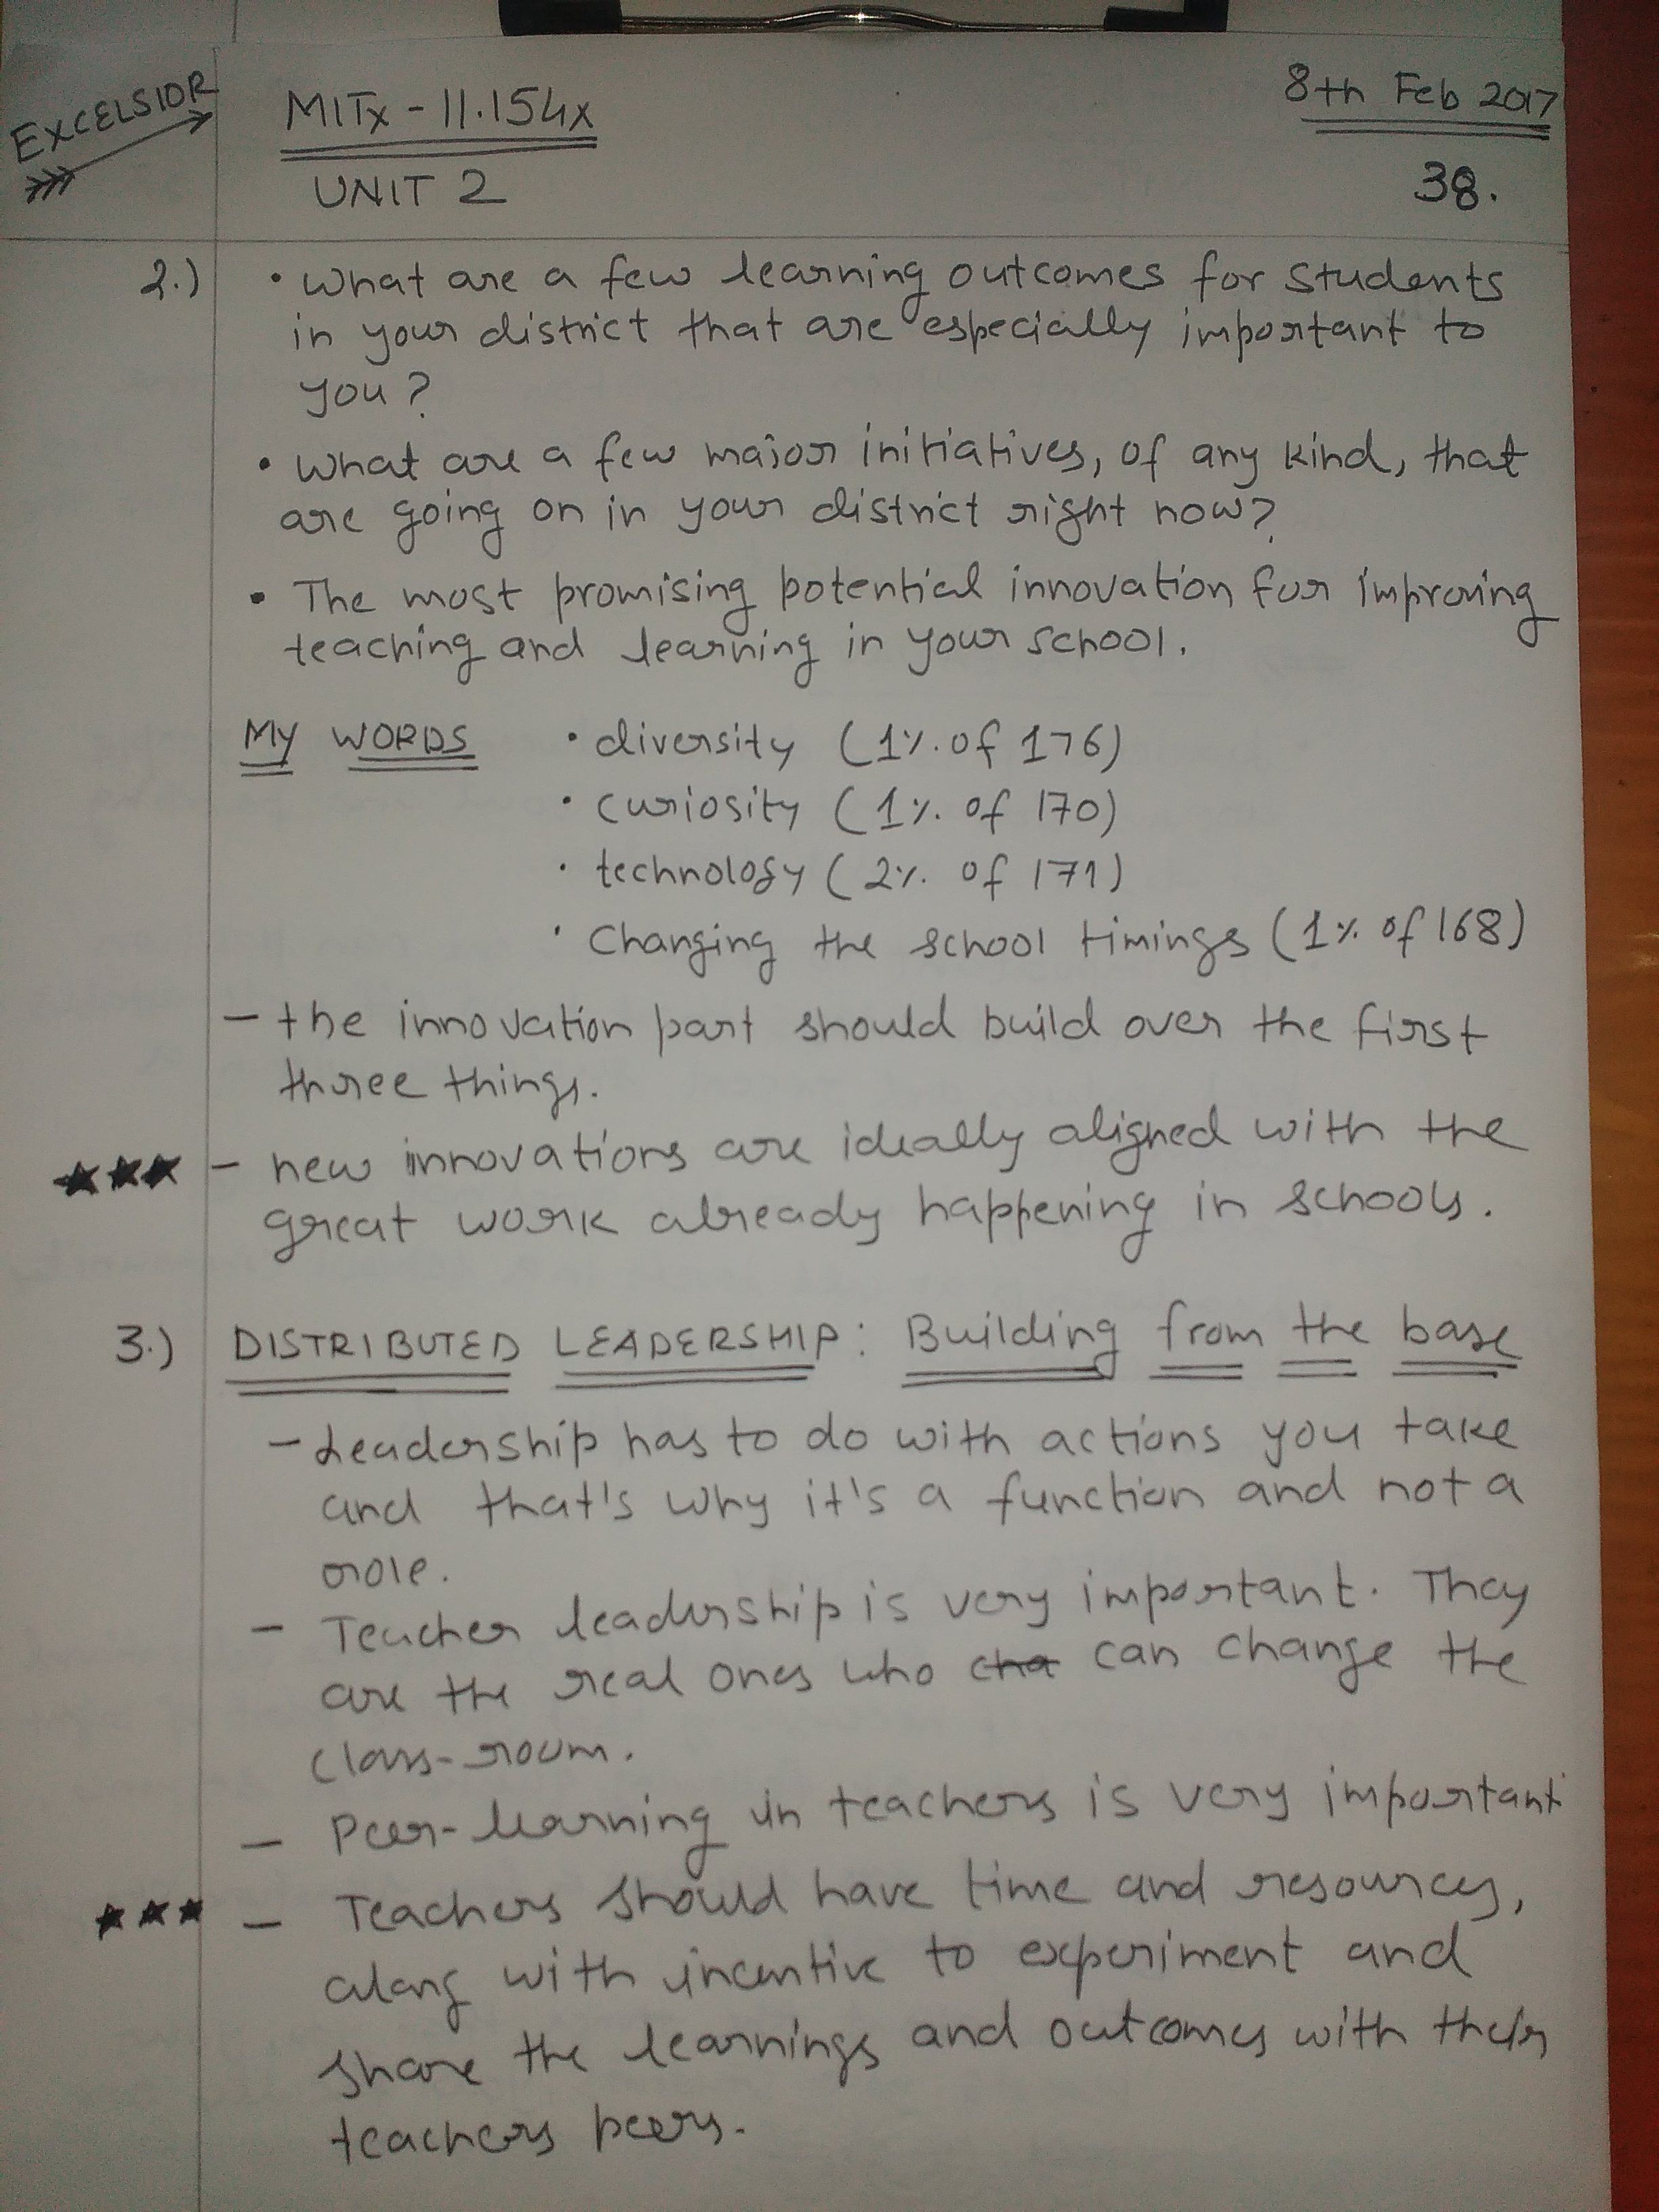 EXCELSIOR
MITx - 11.154x
8th Feb 2017
UNIT 2
38.
2.) • What are a few learning outcomes for students
in your district that are especially important to
you?
• What are a few major initiatives, of any kind, that
are going on in your district right now?
• The most promising potential innovation for improving
teaching and learning in your school.
MY WORDS • diversity (1% of 176)
• curiosity (1% of 170)
• technology (2% of 171)
• Changing the school timings (1% of 168)
- the innovation part should build over the first
three things.
★★★ - new innovations are ideally aligned with the
great work already happening in schools.
3.) DISTRIBUTED LEADERSHIP: Building from the base
- Leadership has to do with actions you take
and that's why it's a function and not a
role.
- Teacher leadership is very important. They
are the real ones who cha can change the
class-room.
- Peer-learning in teachers is very important
★★★ - Teachers should have time and resources,
along with incentive to experiment and
share the learnings and outcomes with their
teachers peers.